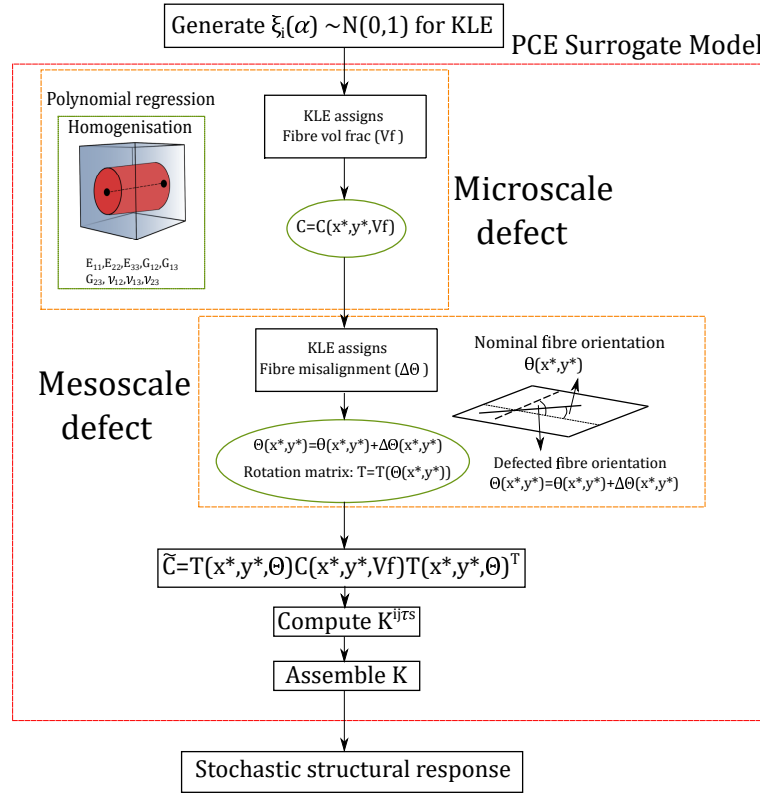 Generate ξᵢ(α) ~N(0,1) for KLE
PCE Surrogate Model
Polynomial regression
Homogenisation
E₁₁,E₂₂,E₃₃,G₁₂,G₁₃
G₂₃, ν₁₂,ν₁₃,ν₂₃
KLE assigns
Fibre vol frac (Vf )
C=C(x*,y*,Vf)
Microscale
defect
Mesoscale
defect
KLE assigns
Fibre misalignment (ΔΘ )
Θ(x*,y*)=θ(x*,y*)+ΔΘ(x*,y*)
Rotation matrix: T=T(Θ(x*,y*))
Nominal fibre orientation
θ(x*,y*)
Defected fibre orientation
Θ(x*,y*)=θ(x*,y*)+ΔΘ(x*,y*)
C̃=T(x*,y*,Θ)C(x*,y*,Vf)T(x*,y*,Θ)ᵀ
Compute Kⁱʲᵗˢ
Assemble K
Stochastic structural response